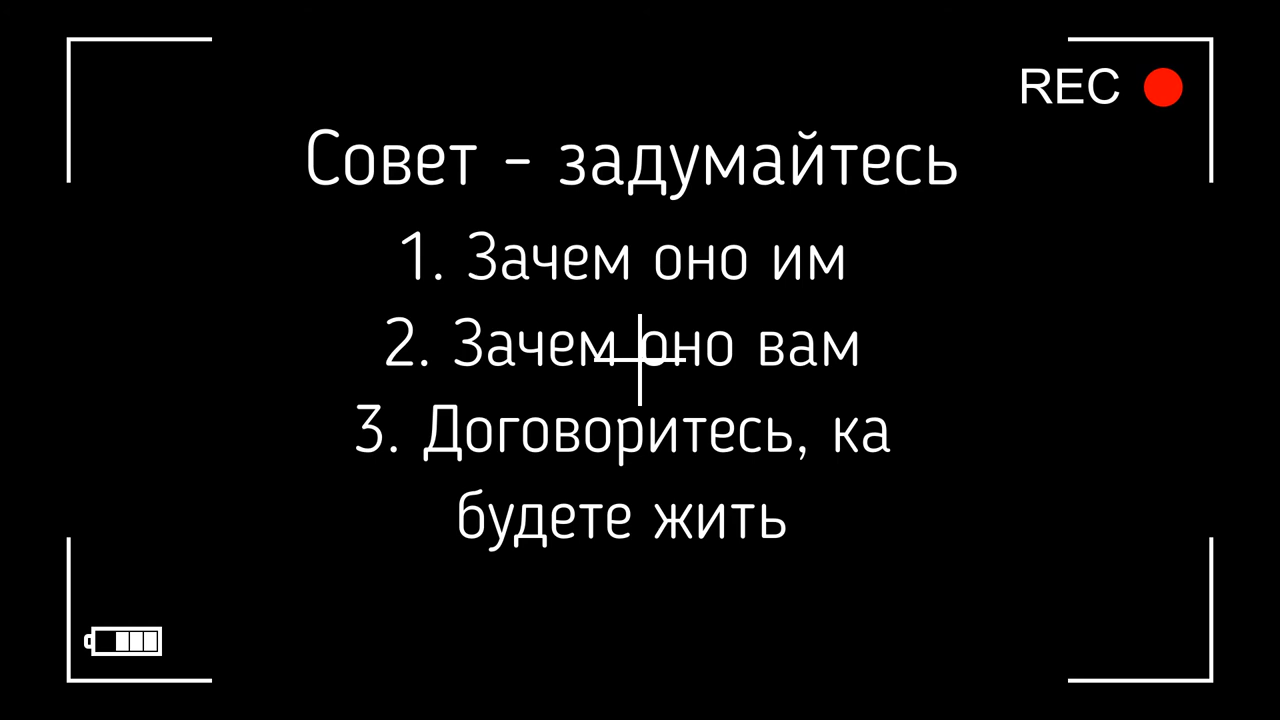 REC
Совет - задумайтесь
1. Зачем оно им
2. Зачем оно вам
3. Договоритесь, ка
будете жить